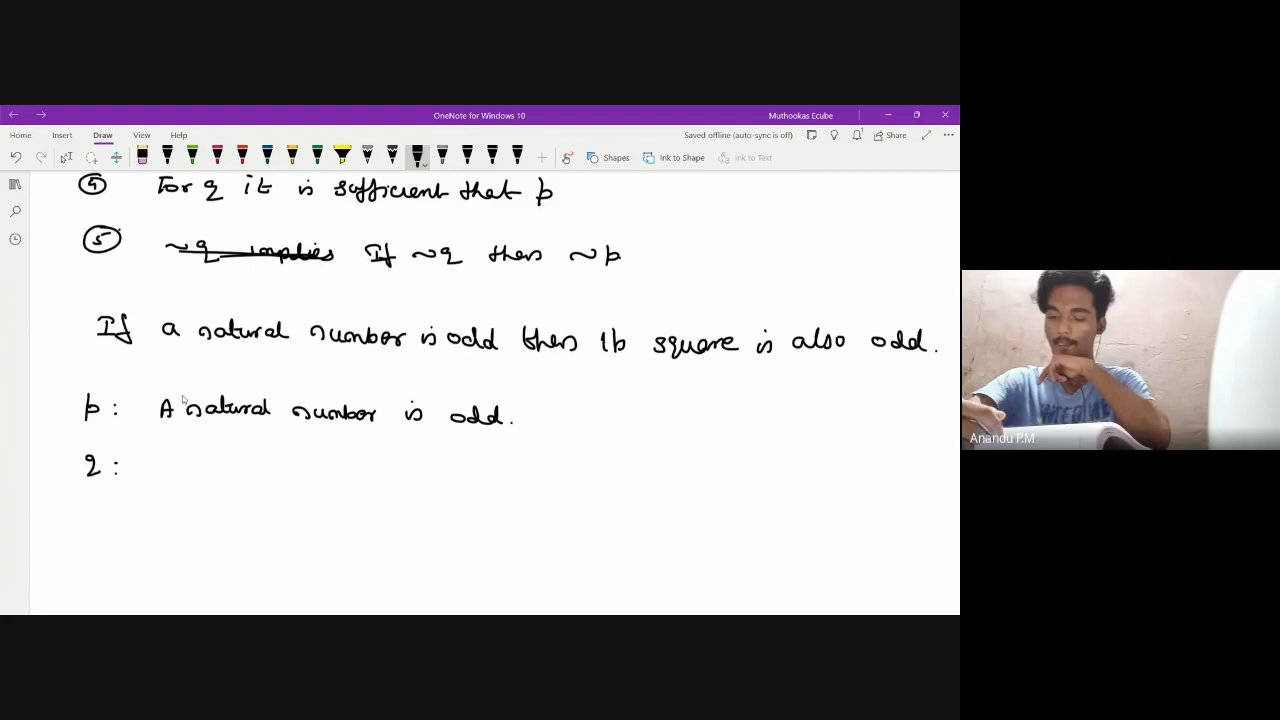 OneNote for Windows 10
Muthookas Ecube
Home Insert Draw View Help
Saved offline (auto-sync is off)
Share
Shapes
Ink to Shape
Ink to Text
④ For q it is sufficient that p
⑤ ~q implies If ~q then ~p
If a natural number is odd then its square is also odd.
p: A natural number is odd.
q:
Anandu P.M